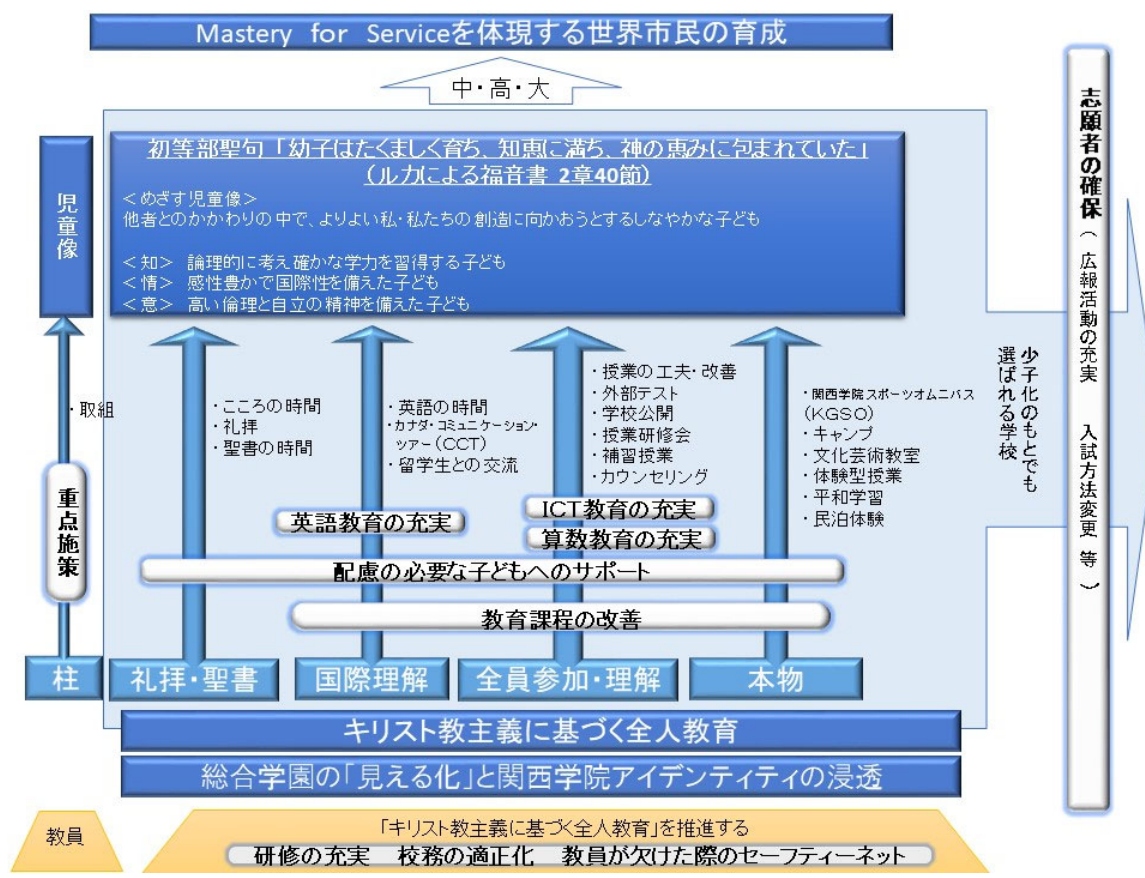 Mastery for Serviceを体現する世界市民の育成
中・高・大
児童像
初等部聖句「幼子はたくましく育ち、知恵に満ち、神の恵みに包まれていた」
(ルカによる福音書 2章40節)
<めざす児童像>
他者とのかかわりの中で、よりよい私・私たちの創造に向かおうとするしなやかな子ども
<知> 論理的に考え確かな学力を習得する子ども
<情> 感性豊かで国際性を備えた子ども
<意> 高い倫理と自立の精神を備えた子ども
・取組
・こころの時間
・礼拝
・聖書の時間
・英語の時間
・カナダ・コミュニケーション・
ツアー(CCT)
・留学生との交流
・授業の工夫・改善
・外部テスト
・学校公開
・授業研修会
・補習授業
・カウンセリング
・関西学院スポーツオムニバス
(KGSO)
・キャンプ
・文化芸術教室
・体験型授業
・平和学習
・民泊体験
重点施策
英語教育の充実
ICT教育の充実
算数教育の充実
配慮の必要な子どもへのサポート
教育課程の改善
柱
礼拝・聖書
国際理解
全員参加・理解
本物
キリスト教主義に基づく全人教育
総合学園の「見える化」と関西学院アイデンティティの浸透
教員
「キリスト教主義に基づく全人教育」を推進する
研修の充実 校務の適正化 教員が欠けた際のセーフティーネット
少子化のもとでも
選ばれる学校
志願者の確保(広報活動の充実 入試方法変更 等)